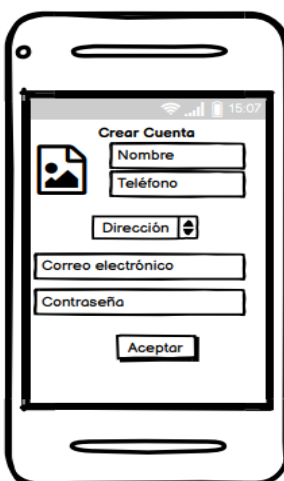 15:07
Crear Cuenta
Nombre
Teléfono
Dirección
Correo electrónico
Contraseña
Aceptar